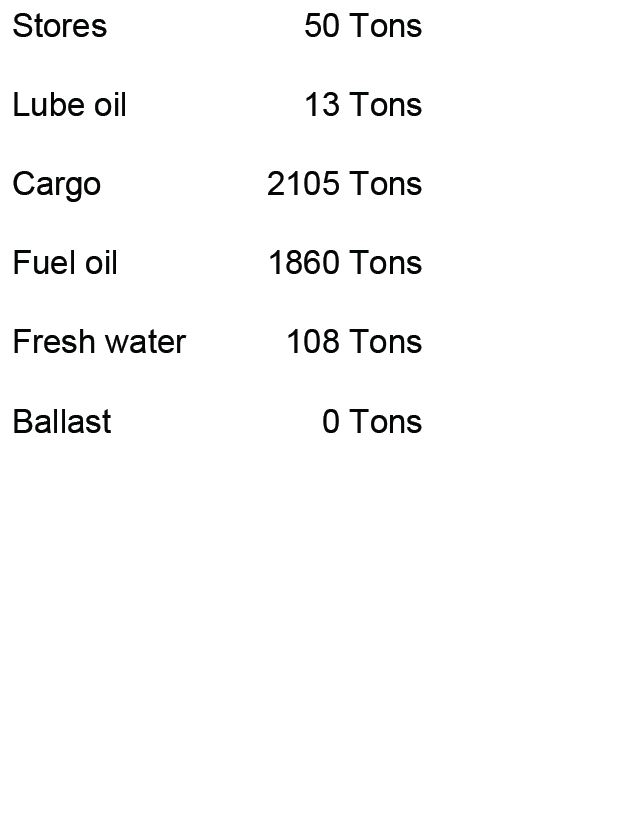 Stores 50 Tons
Lube oil 13 Tons
Cargo 2105 Tons
Fuel oil 1860 Tons
Fresh water 108 Tons
Ballast 0 Tons